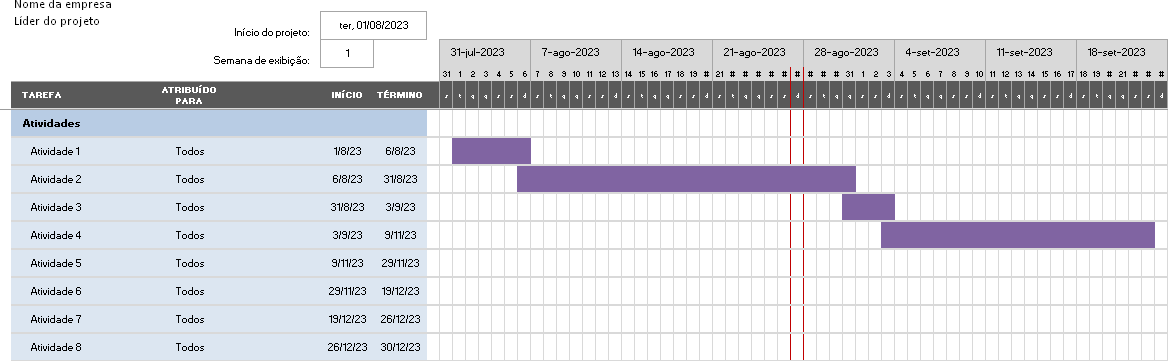 Nome da empresa
Líder do projeto
Início do projeto: ter, 01/08/2023
Semana de exibição: 1
31-jul-2023 7-ago-2023 14-ago-2023 21-ago-2023 28-ago-2023 4-set-2023 11-set-2023 18-set-2023
31 1 2 3 4 5 6 7 8 9 10 11 12 13 14 15 16 17 18 19 # 21 # # # # # # # # # 31 1 2 3 4 5 6 7 8 9 10 11 12 13 14 15 16 17 18 19 # 21 # # #
TAREFA ATRIBUÍDO PARA INÍCIO TÉRMINO s t q q s s d s t q q s s d s t q q s s d s t q q s s d s t q q s s d s t q q s s d s t q q s s d s t q q s s d
Atividades
Atividade 1 Todos 1/8/23 6/8/23
Atividade 2 Todos 6/8/23 31/8/23
Atividade 3 Todos 31/8/23 3/9/23
Atividade 4 Todos 3/9/23 9/11/23
Atividade 5 Todos 9/11/23 29/11/23
Atividade 6 Todos 29/11/23 19/12/23
Atividade 7 Todos 19/12/23 26/12/23
Atividade 8 Todos 26/12/23 30/12/23